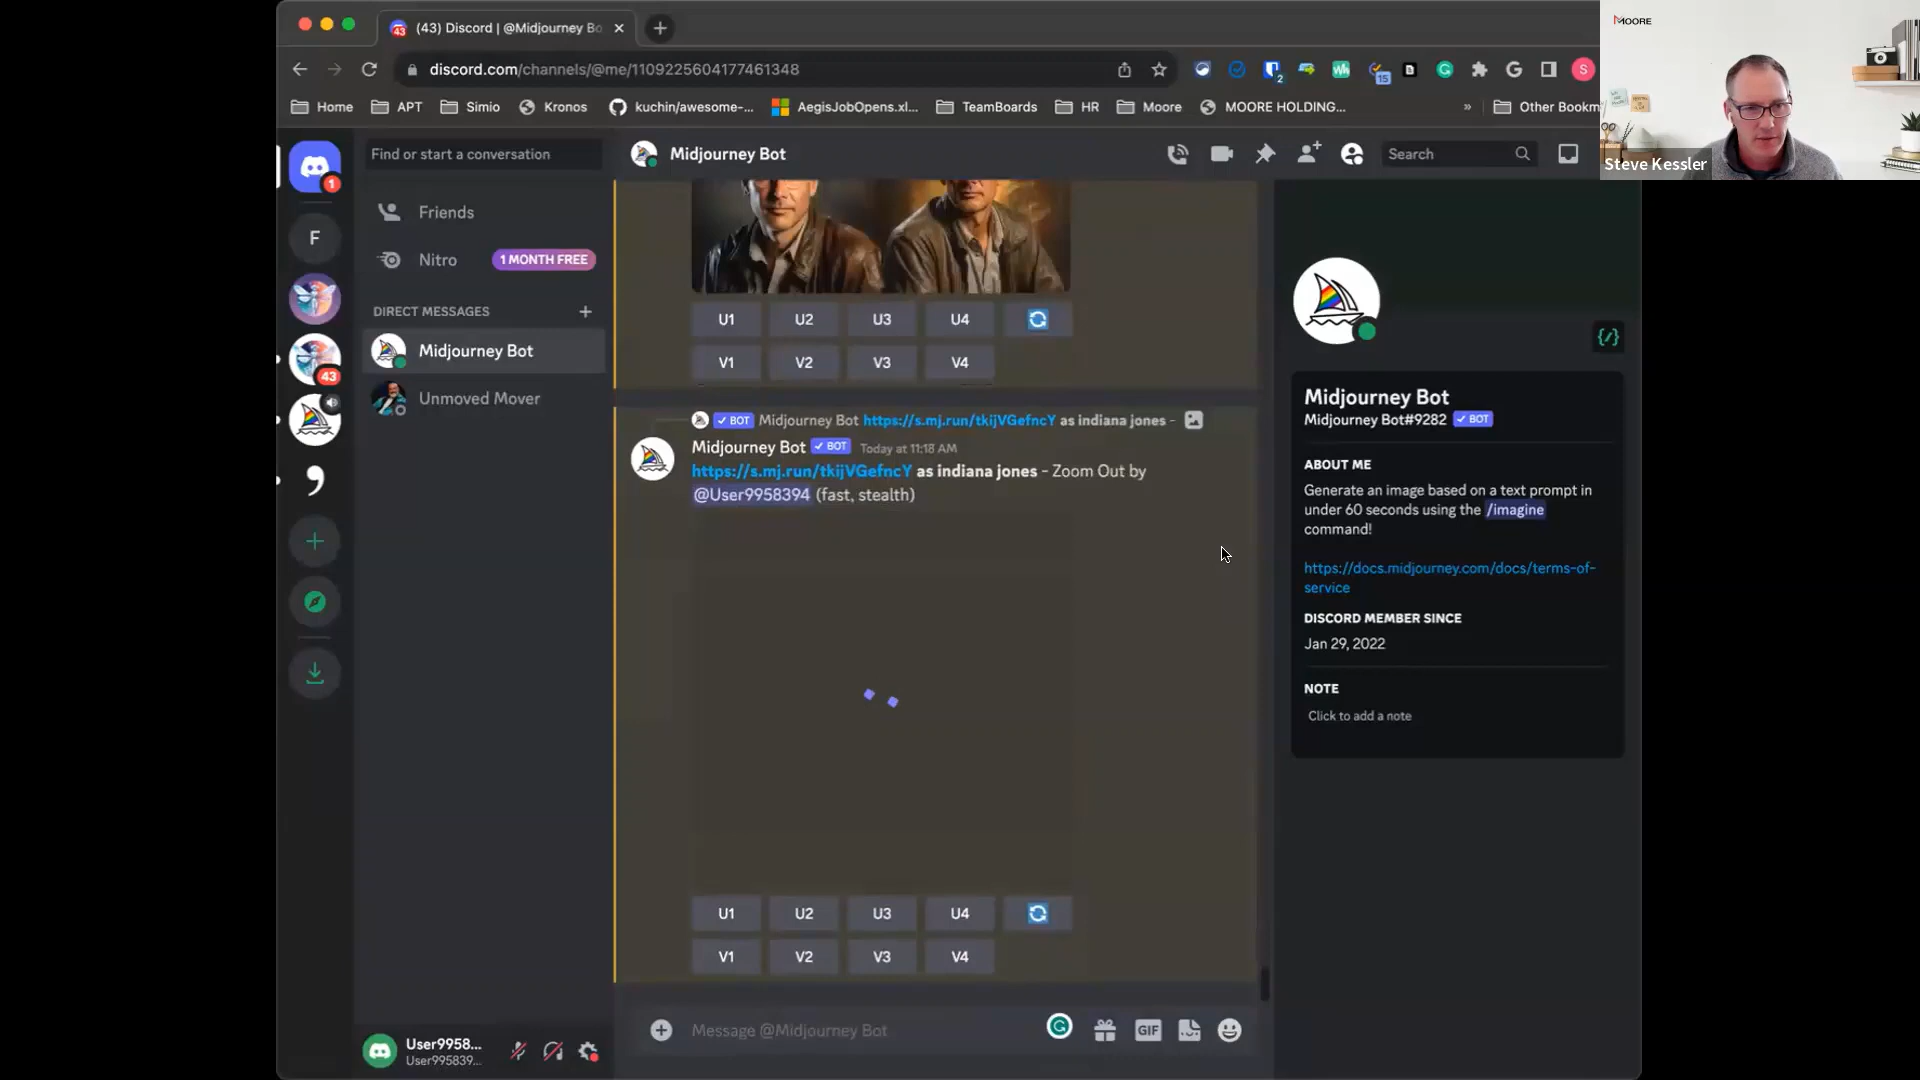 (43) Discord | @Midjourney Bo
discord.com/channels/@me/1109225604177461348
2
15
S
Home
APT
Simio
Kronos
kuchin/awesome-...
AegisJobOpens.xl...
TeamBoards
HR
Moore
MOORE HOLDING...
»
Other Bookm
MOORE
Steve Kessler
1
F
43
Find or start a conversation
Friends
Nitro
1 MONTH FREE
DIRECT MESSAGES
Midjourney Bot
Unmoved Mover
User9958...
User995839...
Midjourney Bot
Search
U1 U2 U3 U4
V1 V2 V3 V4
BOT Midjourney Bot https://s.mj.run/tkijVGefncY as indiana jones -
Midjourney Bot BOT Today at 11:18 AM
https://s.mj.run/tkijVGefncY as indiana jones - Zoom Out by
@User9958394 (fast, stealth)
U1 U2 U3 U4
V1 V2 V3 V4
Message @Midjourney Bot
GIF
Midjourney Bot
Midjourney Bot#9282 BOT
ABOUT ME
Generate an image based on a text prompt in
under 60 seconds using the /imagine
command!
https://docs.midjourney.com/docs/terms-of-
service
DISCORD MEMBER SINCE
Jan 29, 2022
NOTE
Click to add a note